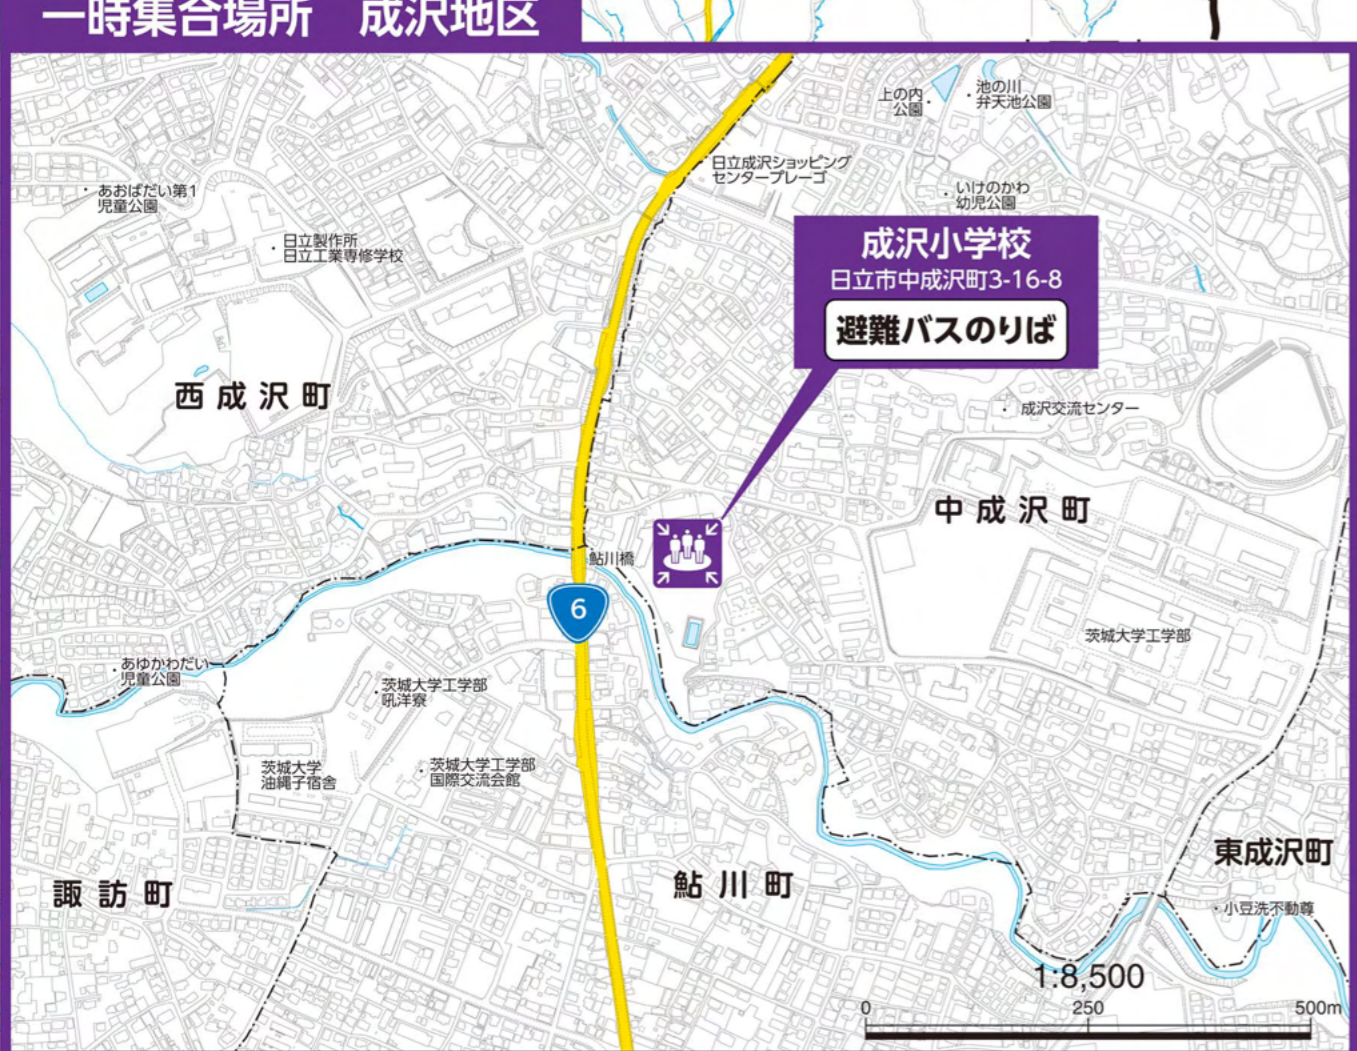 一時集合場所　成沢地区
上の内
公園
池の川
弁天池公園
日立成沢ショッピング
センタープレーゴ
あおばだい第1
児童公園
いけのかわ
幼児公園
日立製作所
日立工業専修学校
成沢小学校
日立市中成沢町3-16-8
避難バスのりば
西成沢町
成沢交流センター
中成沢町
鮎川橋
6
茨城大学工学部
あゆかわだい
児童公園
茨城大学工学部
吼洋寮
茨城大学
油縄子宿舎
茨城大学工学部
国際交流会館
東成沢町
諏訪町
鮎川町
小豆洗不動尊
1:8,500
0 250 500m